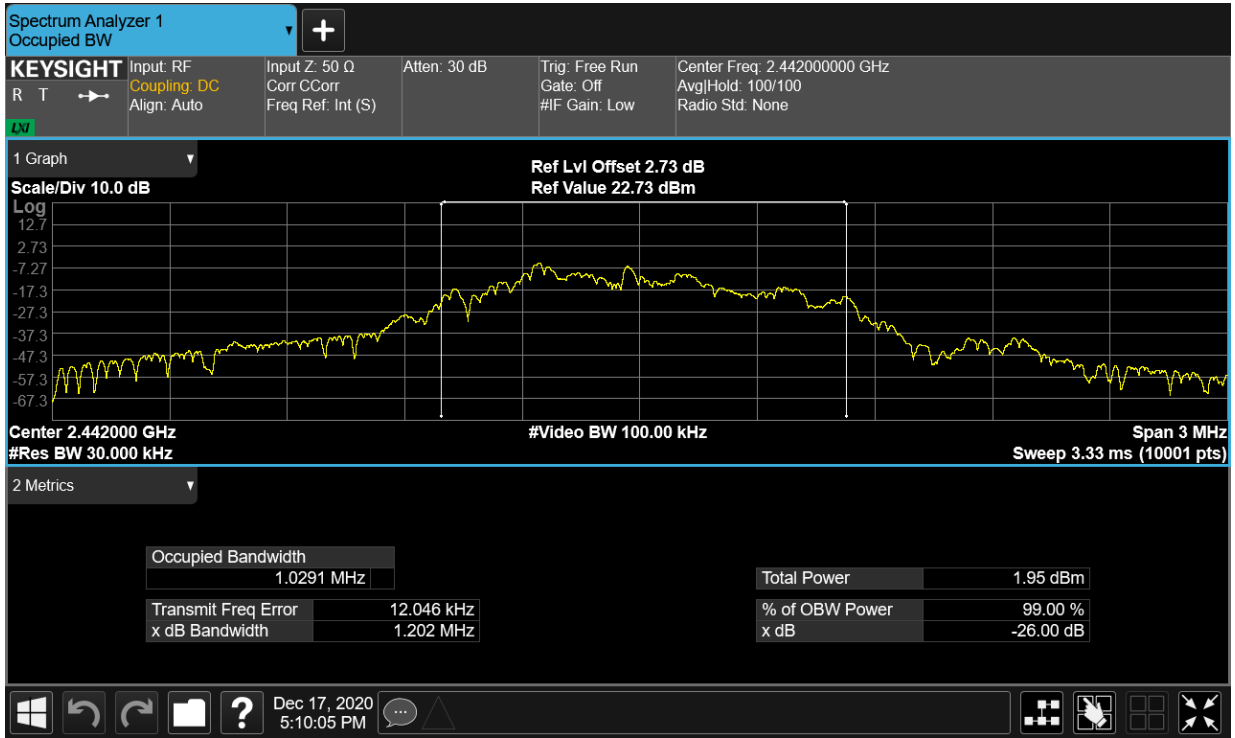 Spectrum Analyzer 1
Occupied BW
KEYSIGHT
R T
LXI
Input: RF
Coupling: DC
Align: Auto
Input Z: 50 Ω
Corr CCorr
Freq Ref: Int (S)
Atten: 30 dB
Trig: Free Run
Gate: Off
#IF Gain: Low
Center Freq: 2.442000000 GHz
Avg|Hold: 100/100
Radio Std: None
1 Graph
Scale/Div 10.0 dB
Ref Lvl Offset 2.73 dB
Ref Value 22.73 dBm
Log
12.7
2.73
-7.27
-17.3
-27.3
-37.3
-47.3
-57.3
-67.3
Center 2.442000 GHz
#Video BW 100.00 kHz
Span 3 MHz
#Res BW 30.000 kHz
Sweep 3.33 ms (10001 pts)
2 Metrics
Occupied Bandwidth
1.0291 MHz
Transmit Freq Error 12.046 kHz
x dB Bandwidth 1.202 MHz
Total Power 1.95 dBm
% of OBW Power 99.00 %
x dB -26.00 dB
?
Dec 17, 2020
5:10:05 PM